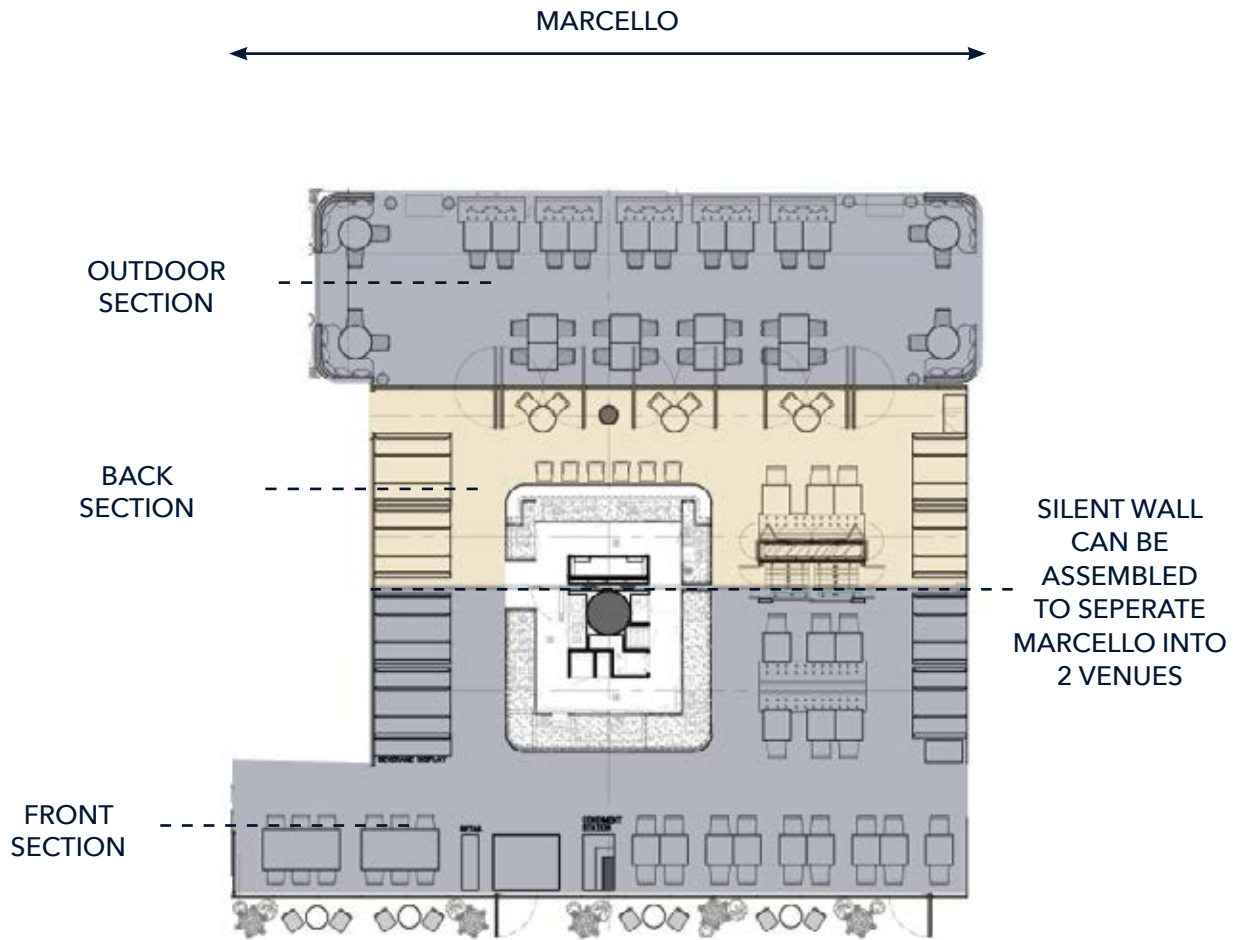 MARCELLO
OUTDOOR
SECTION
BACK
SECTION
SILENT WALL
CAN BE
ASSEMBLED
TO SEPERATE
MARCELLO INTO
2 VENUES
BEVERAGE DISPLAY
FRONT
SECTION
RETAIL
CONDIMENT
STATION